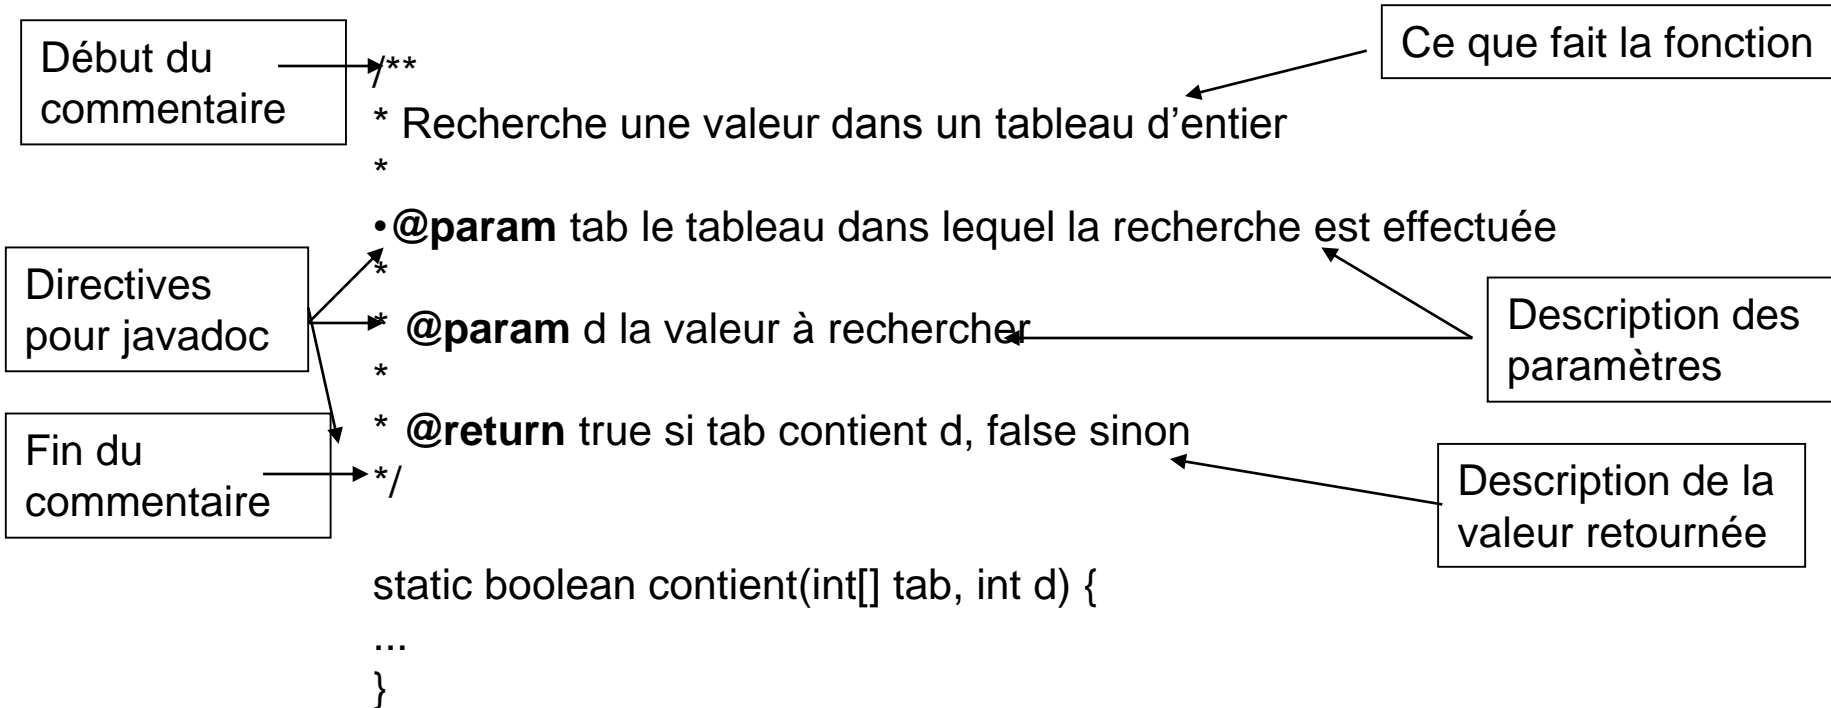 Début du
commentaire
Ce que fait la fonction
/**
* Recherche une valeur dans un tableau d’entier
*
•@param tab le tableau dans lequel la recherche est effectuée
*
Directives
pour javadoc
* @param d la valeur à rechercher
Description des
paramètres
*
* @return true si tab contient d, false sinon
Fin du
commentaire
*/
Description de la
valeur retournée
static boolean contient(int[] tab, int d) {
...
}